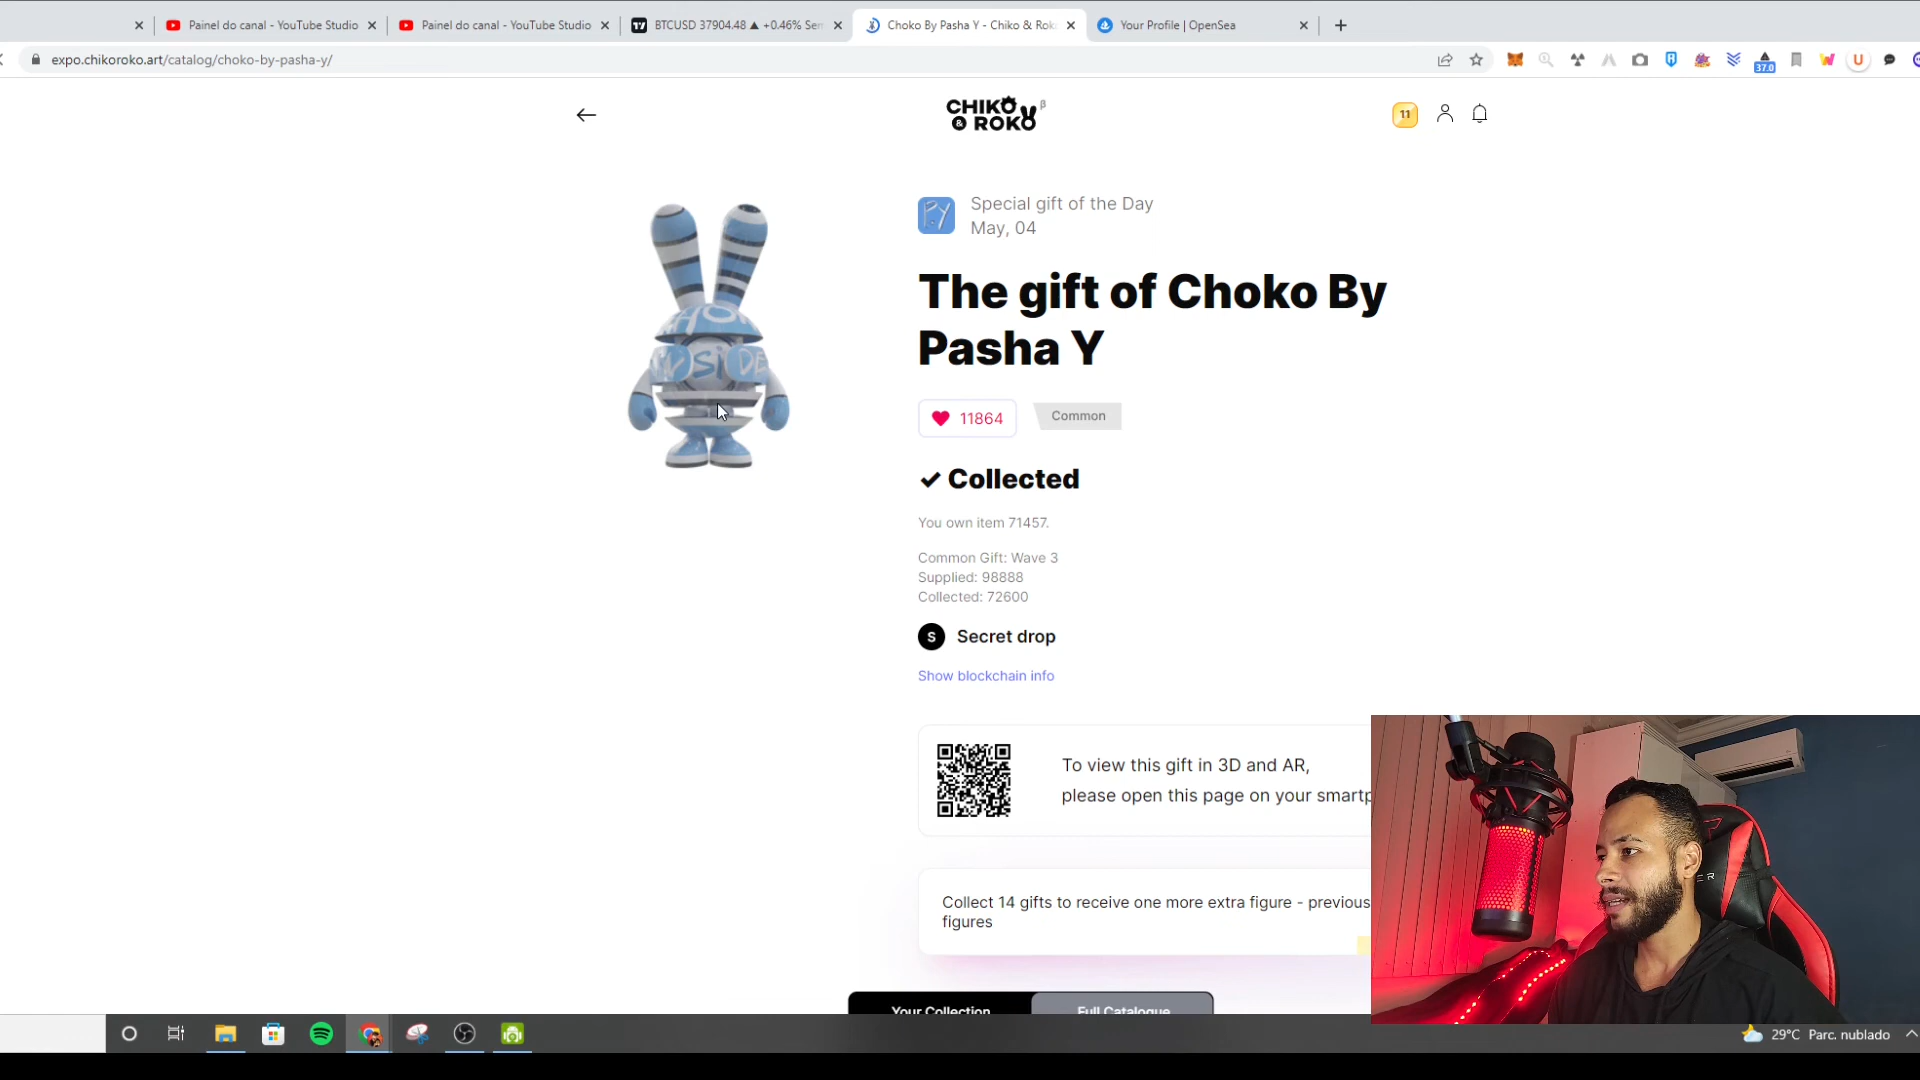 Painel do canal - YouTube Studio
Painel do canal - YouTube Studio
BTCUSD 37904.48 ▲ +0.46% Sem
Choko By Pasha Y - Chiko & Rok
Your Profile | OpenSea
expo.chikoroko.art/catalog/choko-by-pasha-y/
37.0
CHIKO
& ROKO
β
11
PY
Special gift of the Day
May, 04
The gift of Choko By
Pasha Y
11864
Common
SIDE
✓ Collected
You own item 71457.
Common Gift: Wave 3
Supplied: 98888
Collected: 72600
S Secret drop
Show blockchain info
To view this gift in 3D and AR,
please open this page on your smartp
Collect 14 gifts to receive one more extra figure - previous
figures
Your Collection
Full Catalogue
29°C Parc. nublado